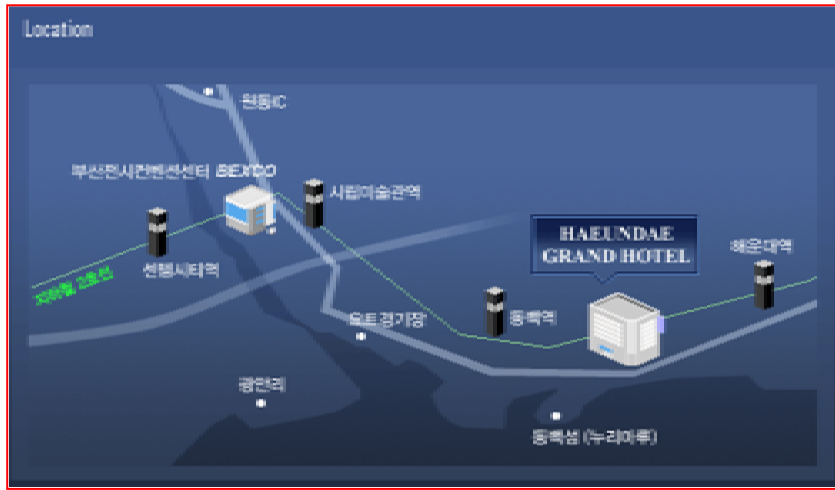 Location
원동IC
부산전시컨벤션센터 BEXCO
시립미술관역
HAEUNDAE
GRAND HOTEL
해운대역
센텀시티역
지하철 2호선
요트경기장
동백역
광안리
동백섬 (누리마루)